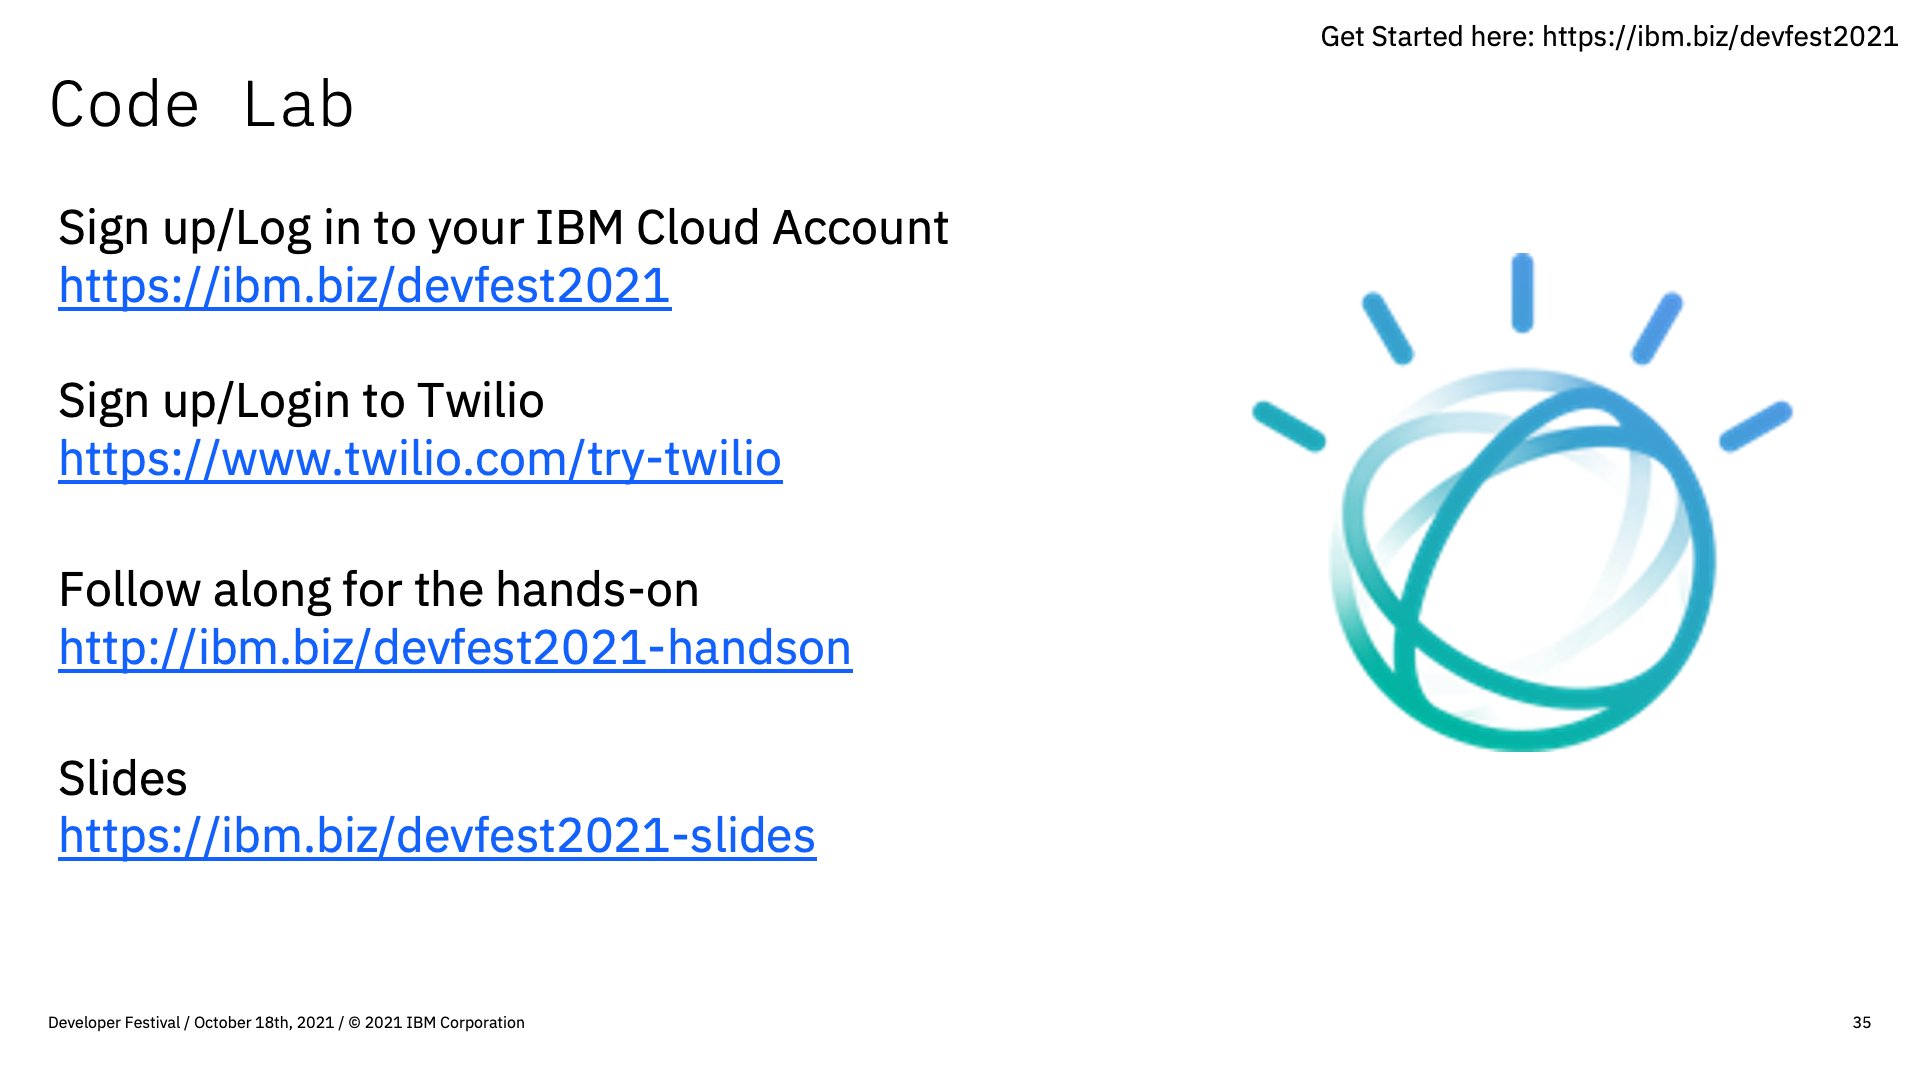 Get Started here: https://ibm.biz/devfest2021
Code Lab
Sign up/Log in to your IBM Cloud Account
https://ibm.biz/devfest2021
Sign up/Login to Twilio
https://www.twilio.com/try-twilio
Follow along for the hands-on
http://ibm.biz/devfest2021-handson
Slides
https://ibm.biz/devfest2021-slides
Developer Festival / October 18th, 2021 / © 2021 IBM Corporation
35